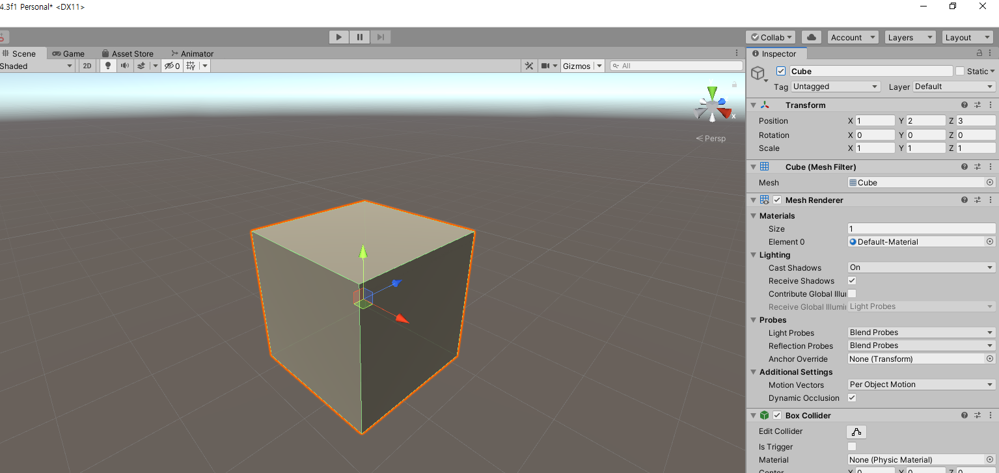 4.3f1 Personal* <DX11>
Collab Account Layers Layout
Scene Game Asset Store Animator
Inspector
Shaded 2D 0 Gizmos All
Cube Static
Tag Untagged Layer Default
Transform
Position X 1 Y 2 Z 3
Rotation X 0 Y 0 Z 0
Scale X 1 Y 1 Z 1
x
Persp
Cube (Mesh Filter)
Mesh Cube
Mesh Renderer
Materials
Size 1
Element 0 Default-Material
Lighting
Cast Shadows On
Receive Shadows
Contribute Global Illu
Receive Global Illumi Light Probes
Probes
Light Probes Blend Probes
Reflection Probes Blend Probes
Anchor Override None (Transform)
Additional Settings
Motion Vectors Per Object Motion
Dynamic Occlusion
Box Collider
Edit Collider
Is Trigger
Material None (Physic Material)
Center X 0 Y 0 Z 0